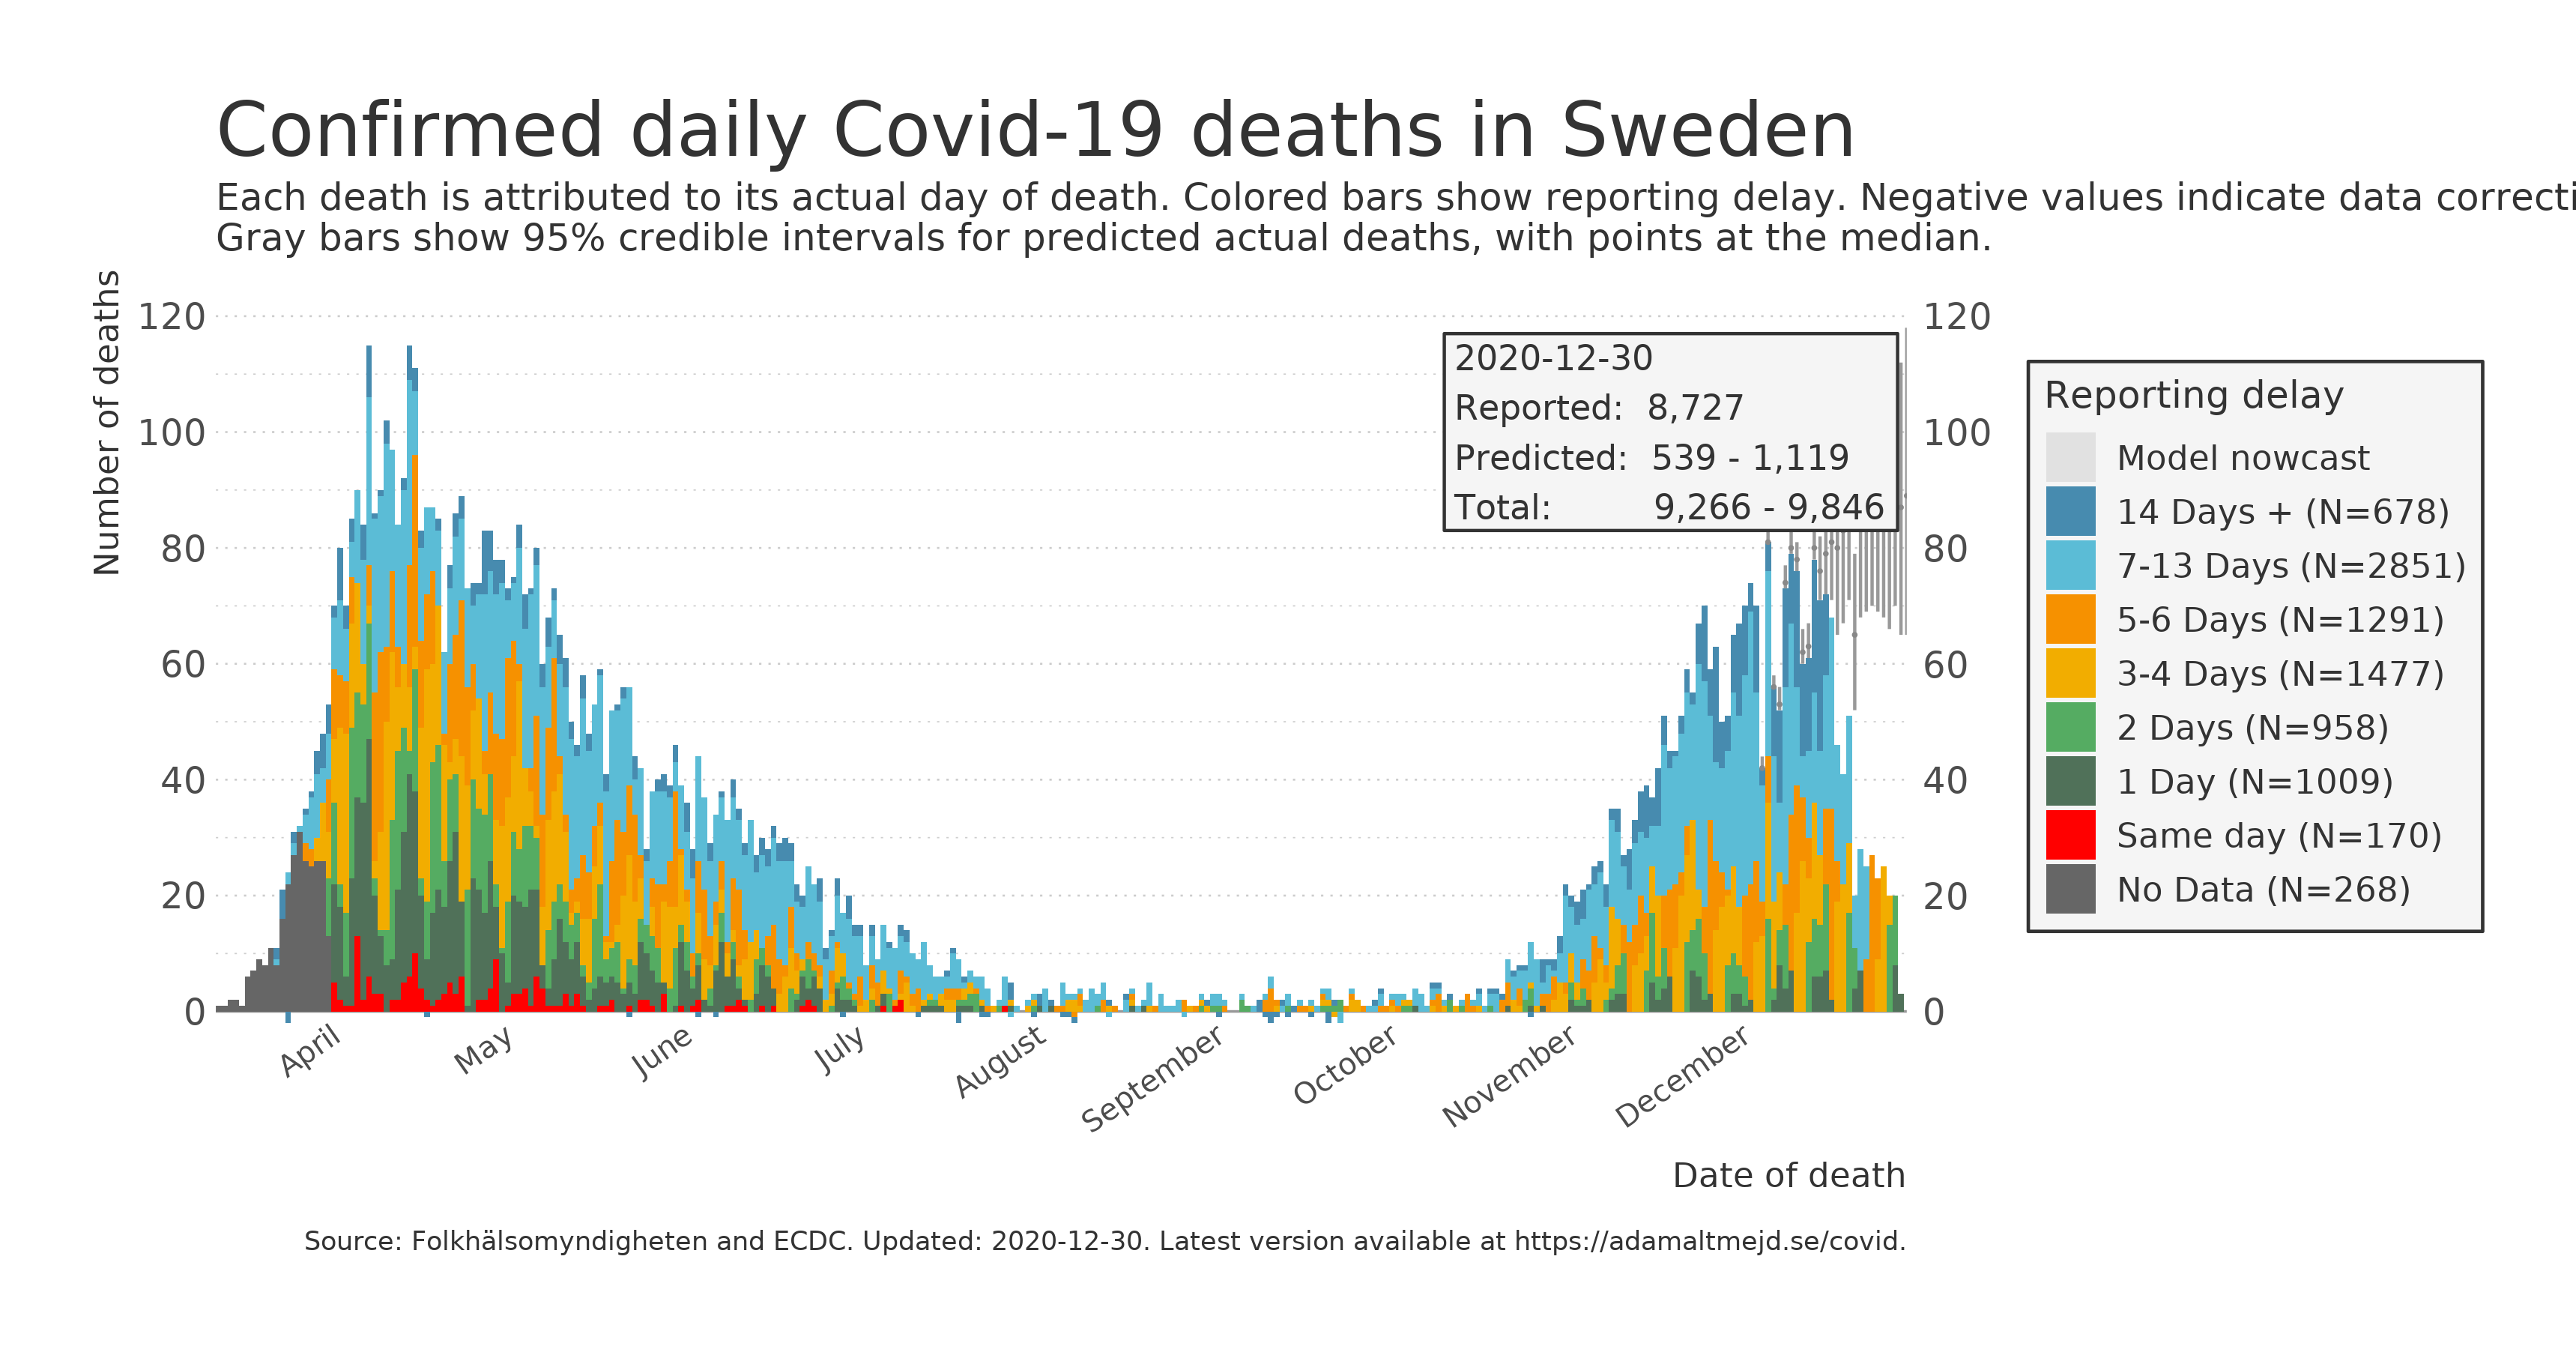 Confirmed daily Covid-19 deaths in Sweden
Each death is attributed to its actual day of death. Colored bars show reporting delay. Negative values indicate data correcti
Gray bars show 95% credible intervals for predicted actual deaths, with points at the median.
Number of deaths
120
100
80
60
40
20
0
120
100
80
60
40
20
0
2020-12-30
Reported: 8,727
Predicted: 539 - 1,119
Total: 9,266 - 9,846
Reporting delay
Model nowcast
14 Days + (N=678)
7-13 Days (N=2851)
5-6 Days (N=1291)
3-4 Days (N=1477)
2 Days (N=958)
1 Day (N=1009)
Same day (N=170)
No Data (N=268)
April
May
June
July
August
September
October
November
December
Date of death
Source: Folkhälsomyndigheten and ECDC. Updated: 2020-12-30. Latest version available at https://adamaltmejd.se/covid.